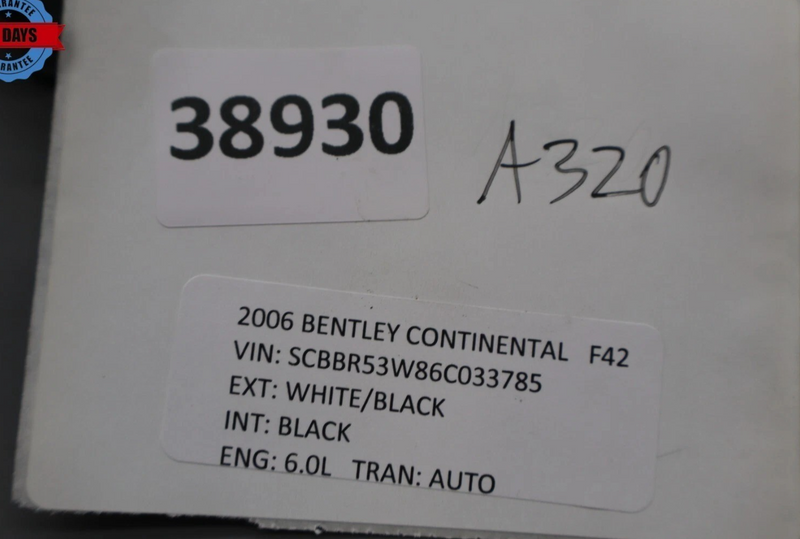 DAYS
38930
A320
2006 BENTLEY CONTINENTAL F42
VIN: SCBBR53W86C033785
EXT: WHITE/BLACK
INT: BLACK
ENG: 6.0L TRAN: AUTO